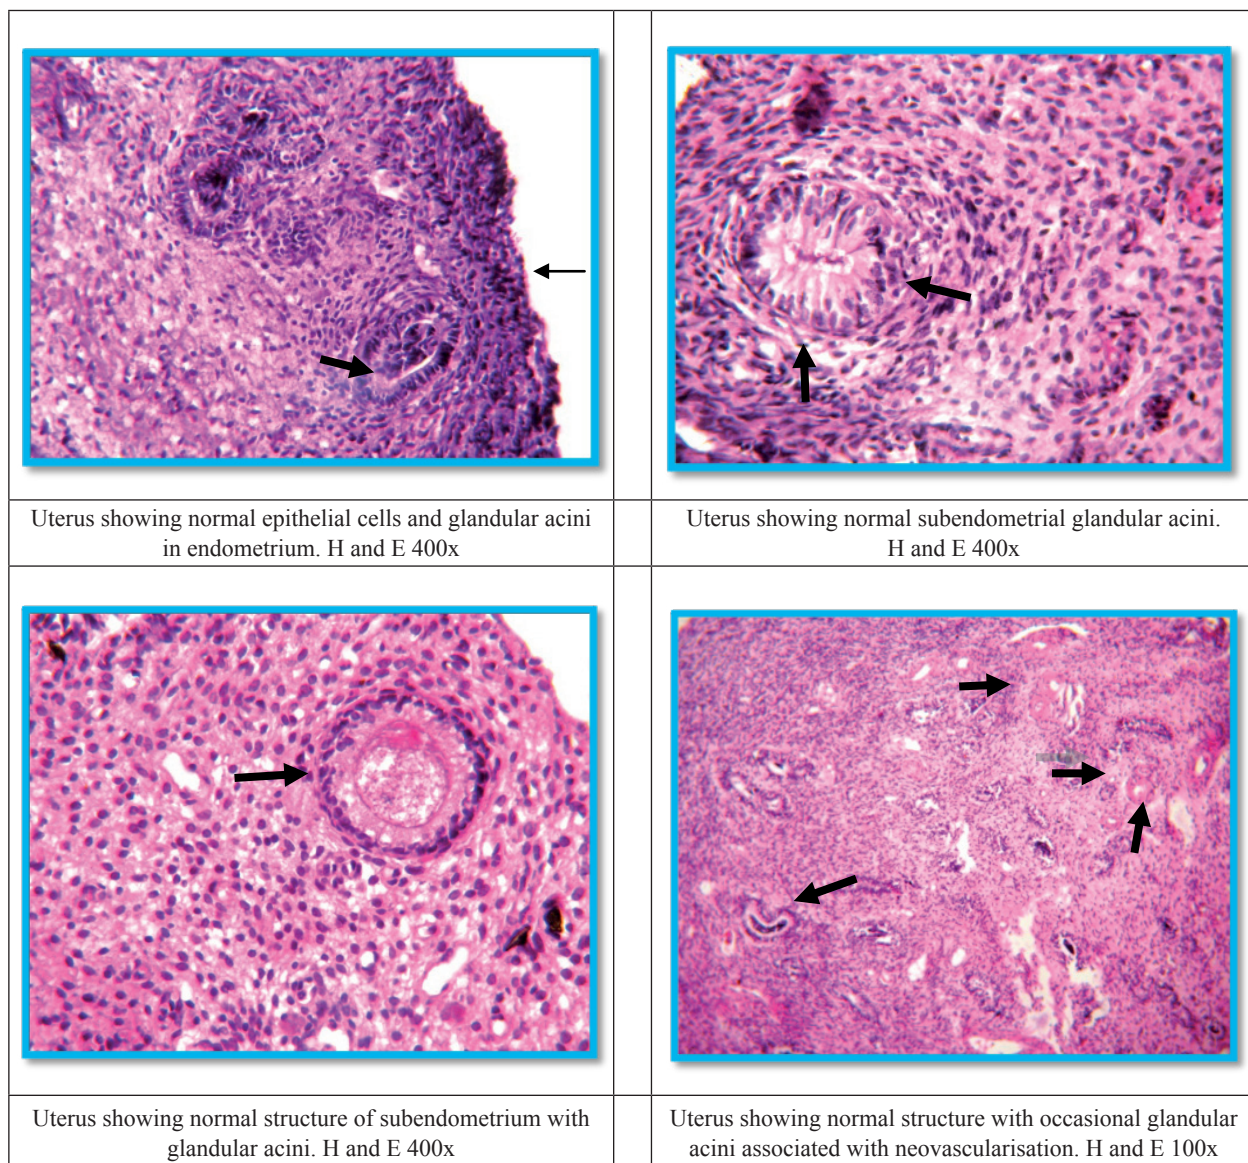 Uterus showing normal epithelial cells and glandular acini
in endometrium. H and E 400x
Uterus showing normal subendometrial glandular acini.
H and E 400x
Uterus showing normal structure of subendometrium with
glandular acini. H and E 400x
Uterus showing normal structure with occasional glandular
acini associated with neovascularisation. H and E 100x